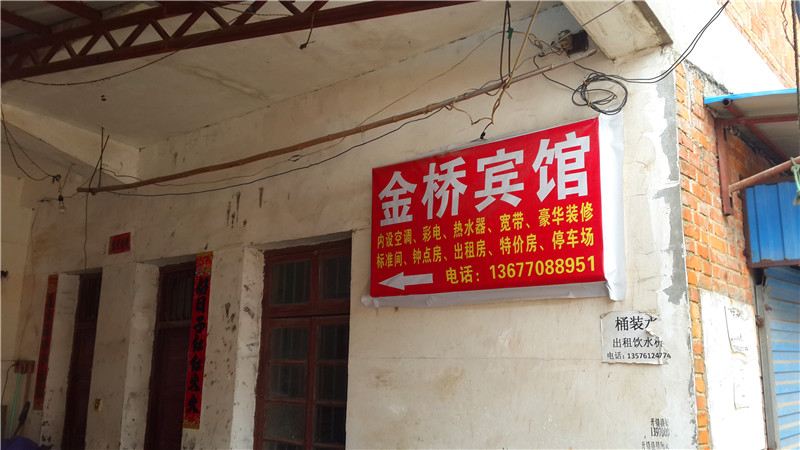 金桥宾馆
内设空调、彩电、热水器、宽带、豪华装修
标准间、钟点房、出租房、特价房、停车场
电话：13677088951
桶装
出租饮水
电话：13576124774